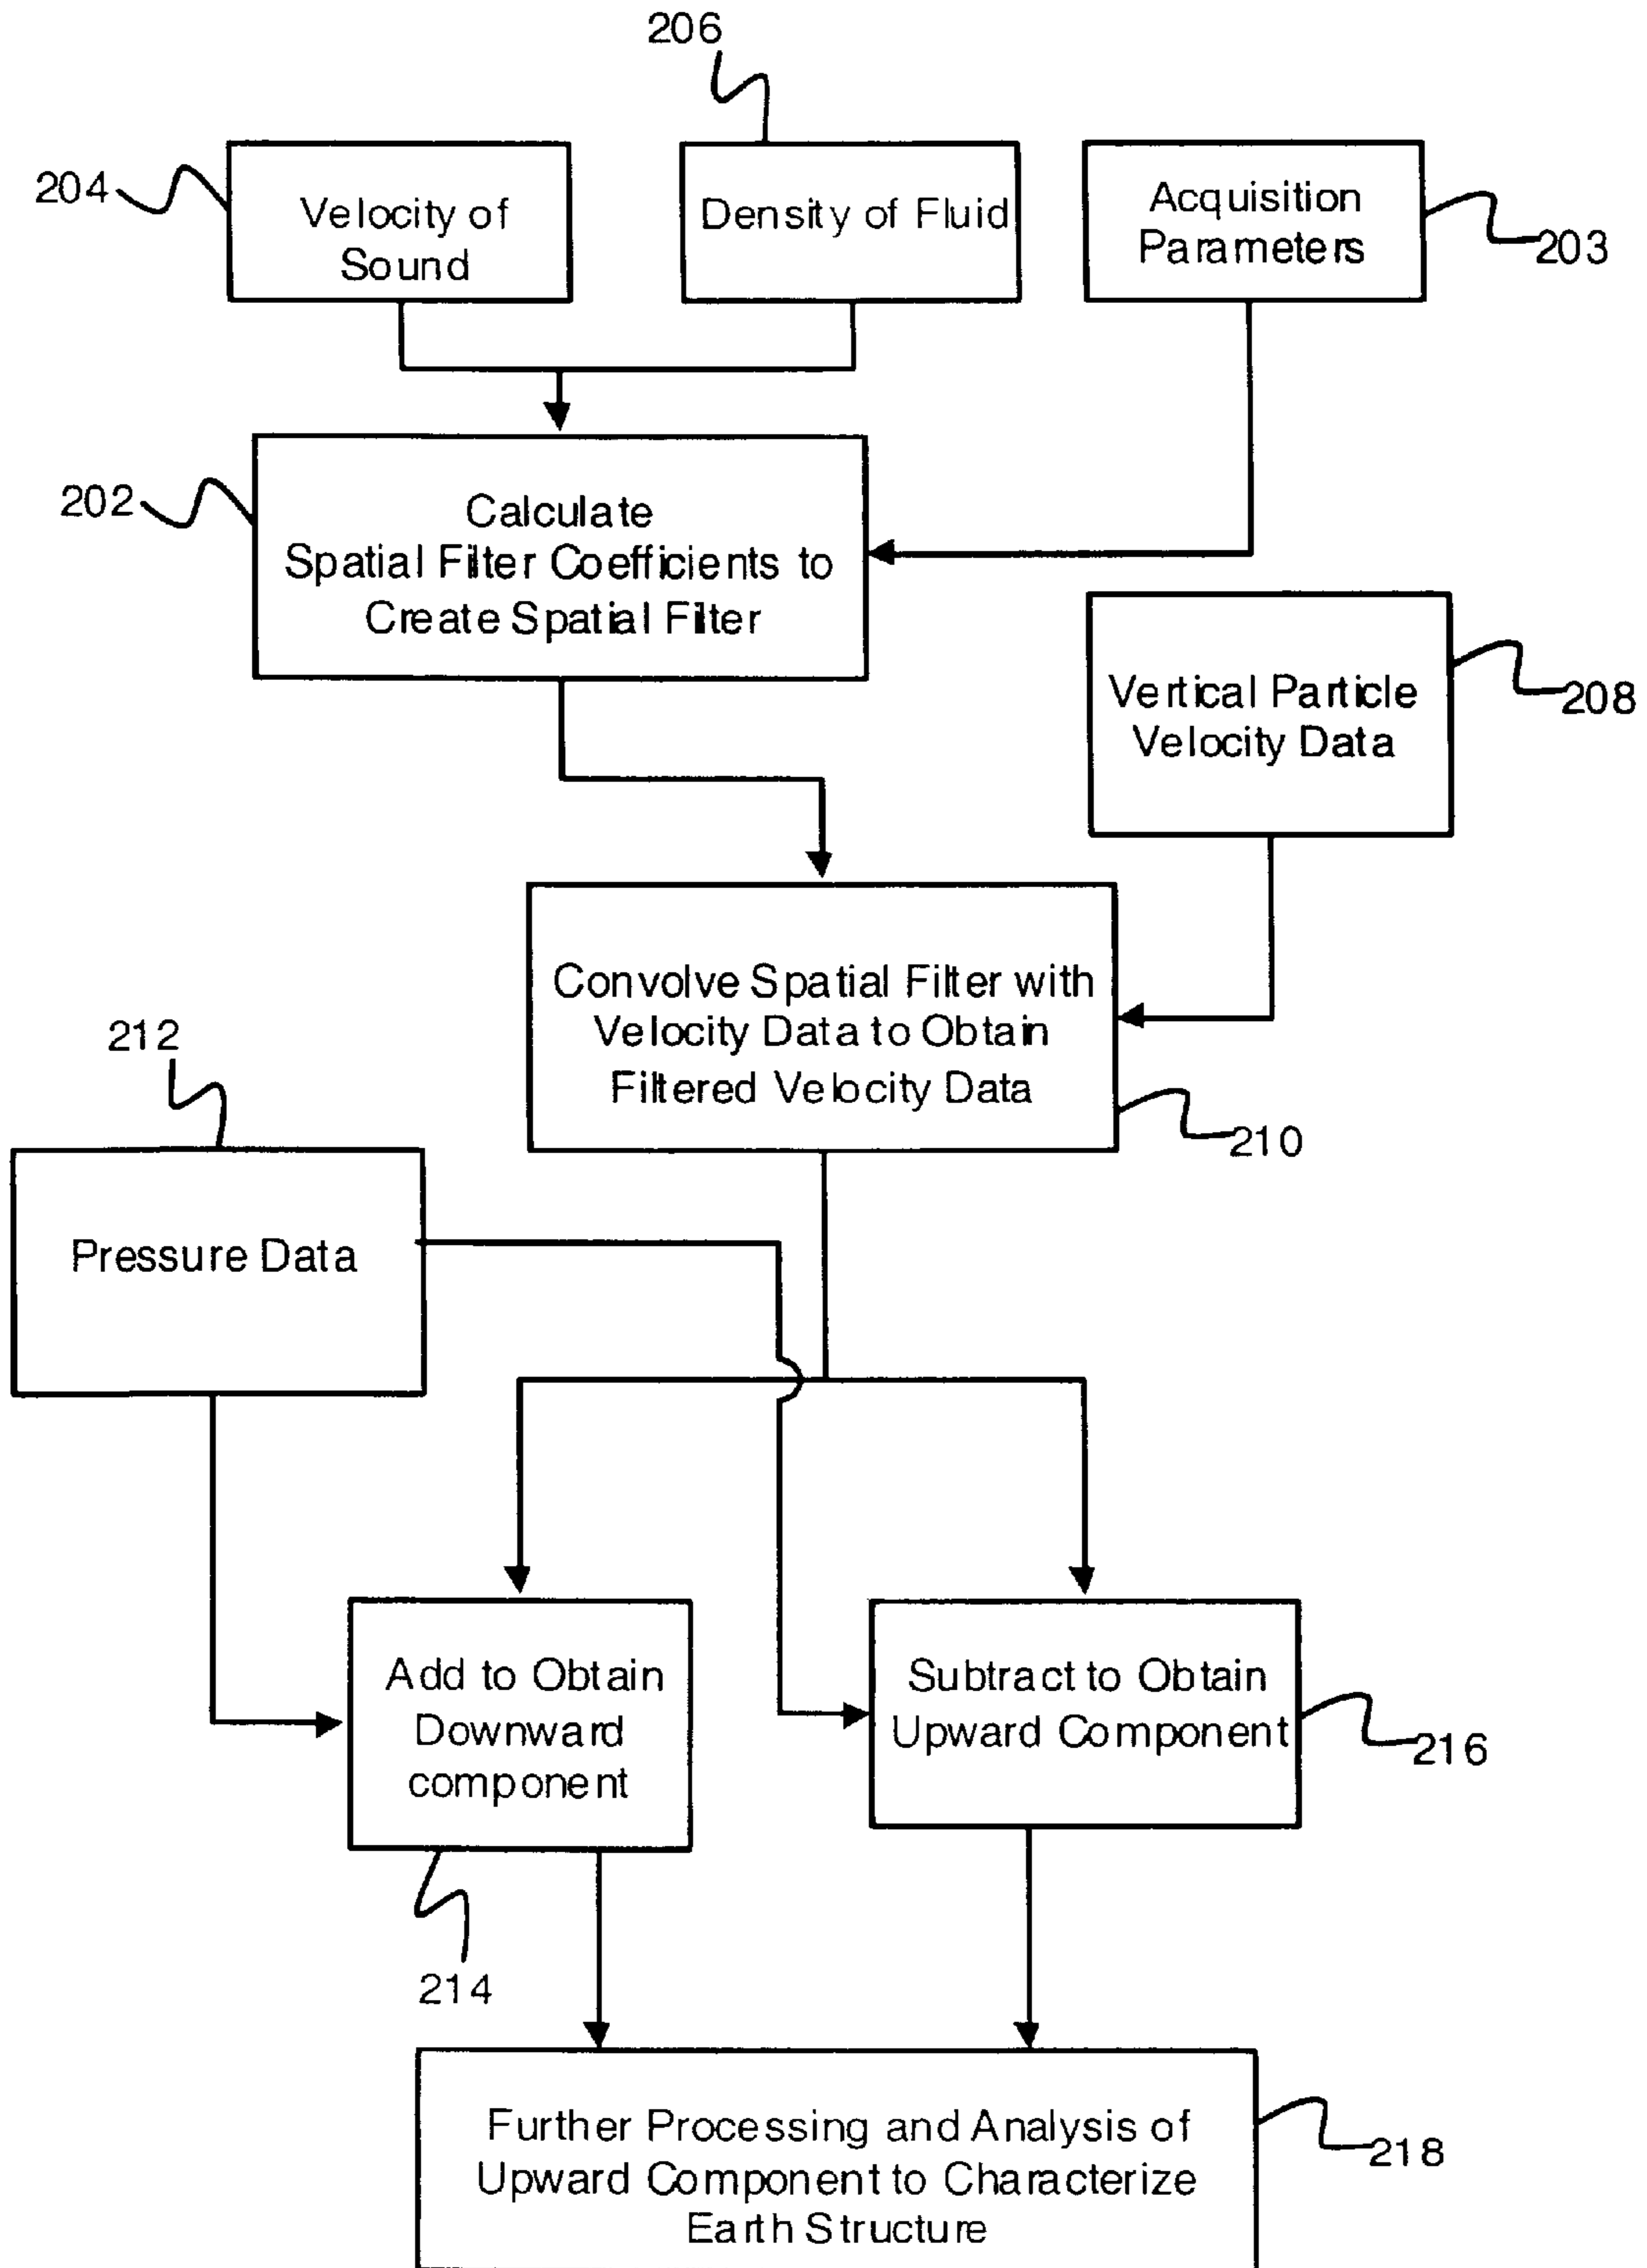 206
204
Velocity of
Sound
Density of Fluid
Acquisition
Parameters
203
202
Calculate
Spatial Filter Coefficients to
Create Spatial Filter
Vertical Particle
Velocity Data
208
Convolve Spatial Filter with
Velocity Data to Obtain
Filtered Velocity Data
210
212
Pressure Data
Add to Obtain
Downward
component
214
Subtract to Obtain
Upward Component
216
Further Processing and Analysis of
Upward Component to Characterize
Earth Structure
218